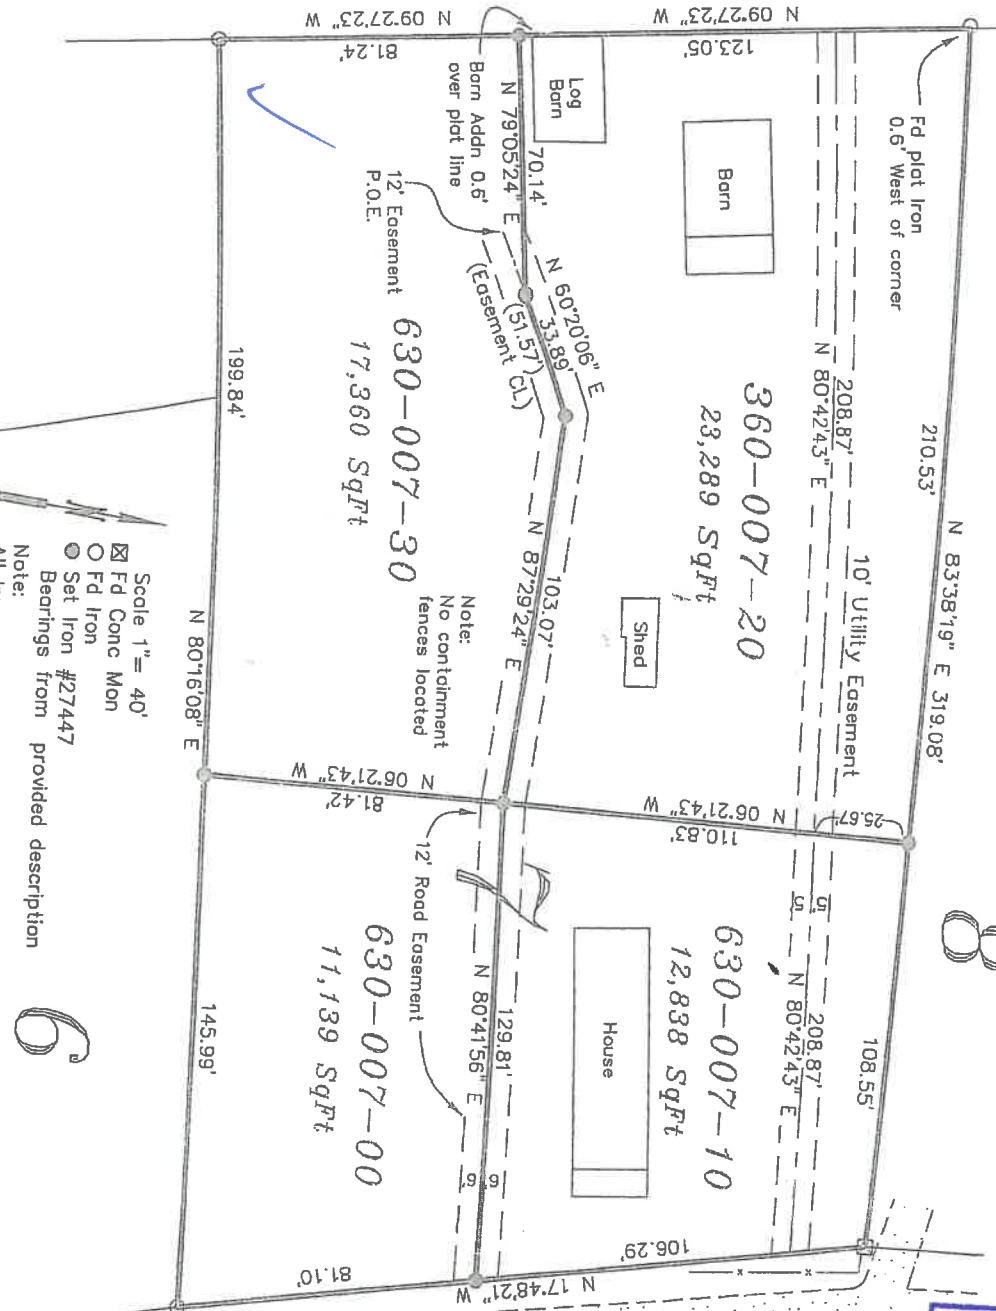 N 09°27'23" W
81.24'
N 09°27'23" W
123.05'
Fd plat Iron
0.6' West of corner
Log
Barn
Barn
Barn Addn 0.6'
over plat line
70.14'
N 79°05'24" E
12' Easement
P.O.E.
N 60°20'06" E
33.89'
(51.57')
(Easement CL)
210.53'
N 83°38'19" E 319.08'
208.87'
N 80°42'43" E
10' Utility Easement
360-007-20
23,289 SqFt
Shed
630-007-30
17,360 SqFt
103.07'
N 87°29'24" E
Note:
No containment
fences located
199.84'
N 80°16'08" E
N 06°21'43" W
81.42'
N 06°21'43" W
110.83'
25.67'
Scale 1"= 40'
Fd Conc Mon
Fd Iron
Set Iron #27447
Bearings from provided description
Note:
8
108.55'
5'
5'
208.87'
N 80°42'43" E
630-007-10
12,838 SqFt
House
7
12' Road Easement
129.81'
N 80°41'56" E
630-007-00
11,139 SqFt
6'
6'
145.99'
6
106.29'
81.10'
N 17°48'21" W